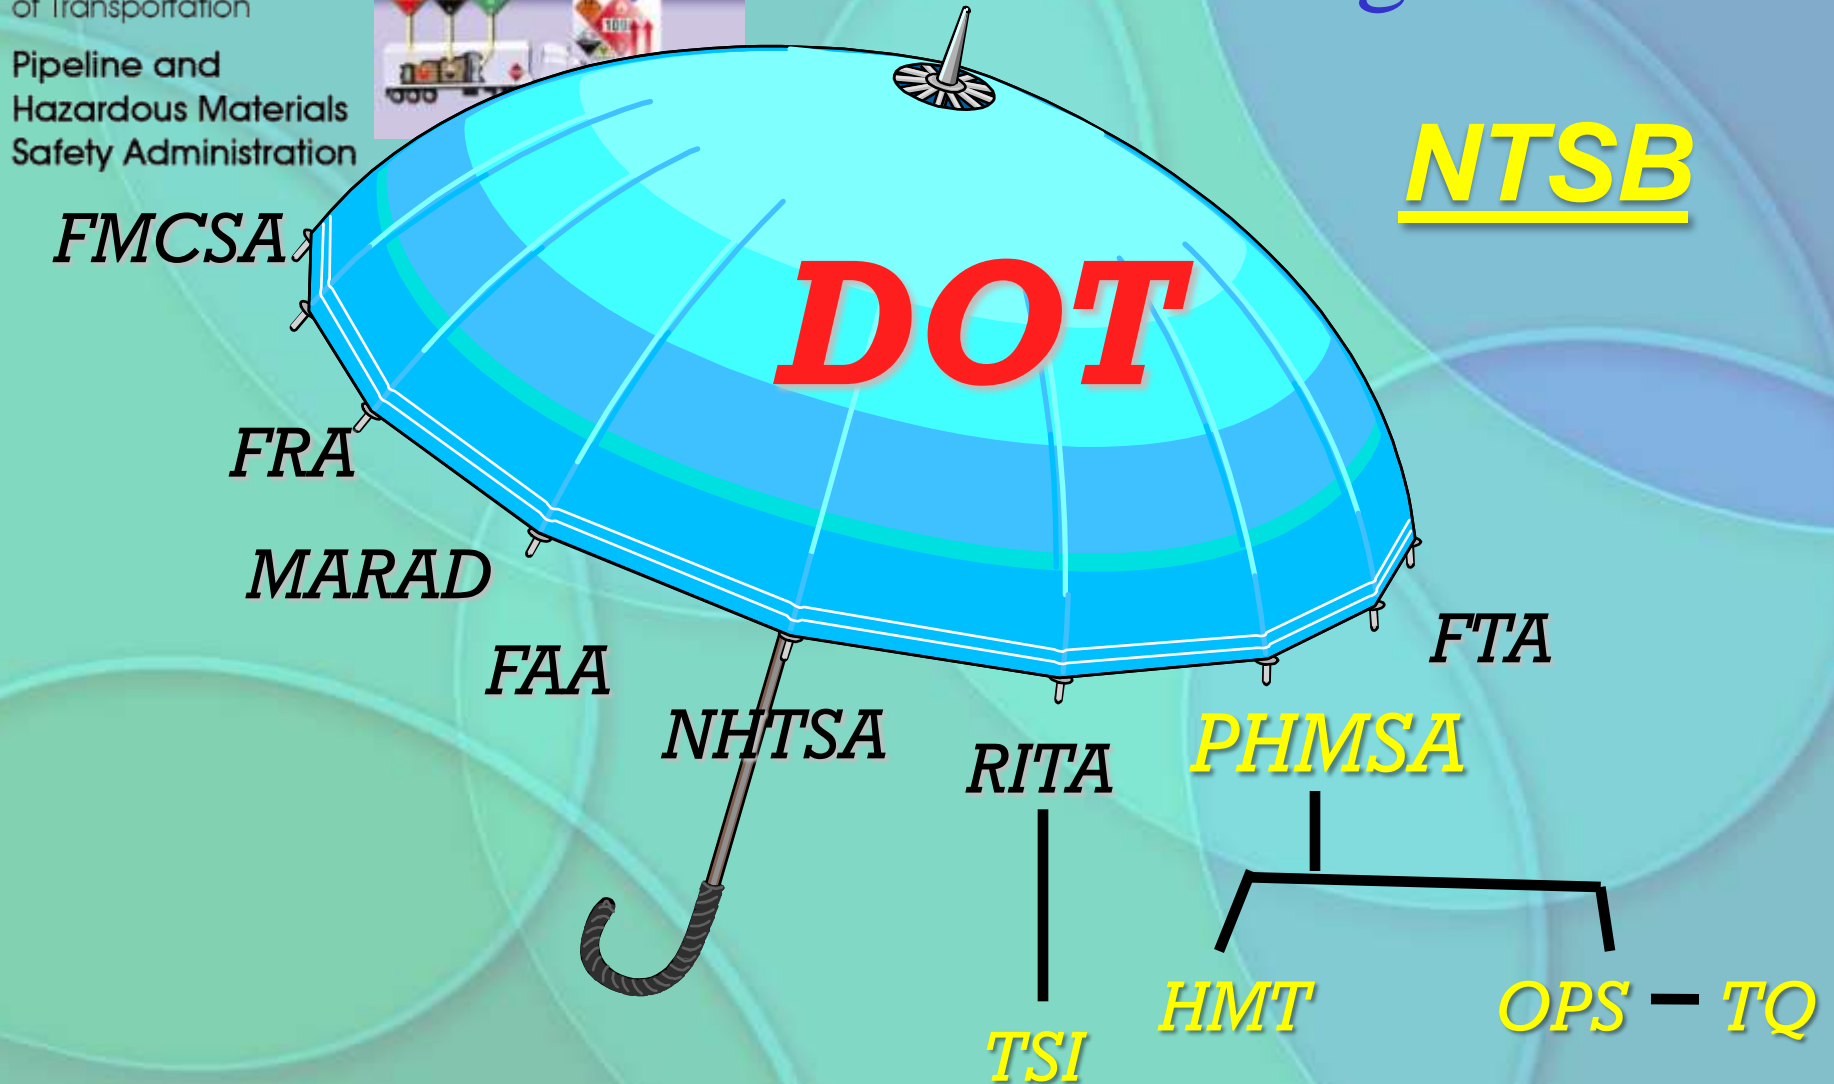 of Transportation
Pipeline and
Hazardous Materials
Safety Administration
NTSB
FMCSA
DOT
FRA
MARAD
FAA
NHTSA
RITA
PHMSA
FTA
HMT
OPS - TQ
TSI